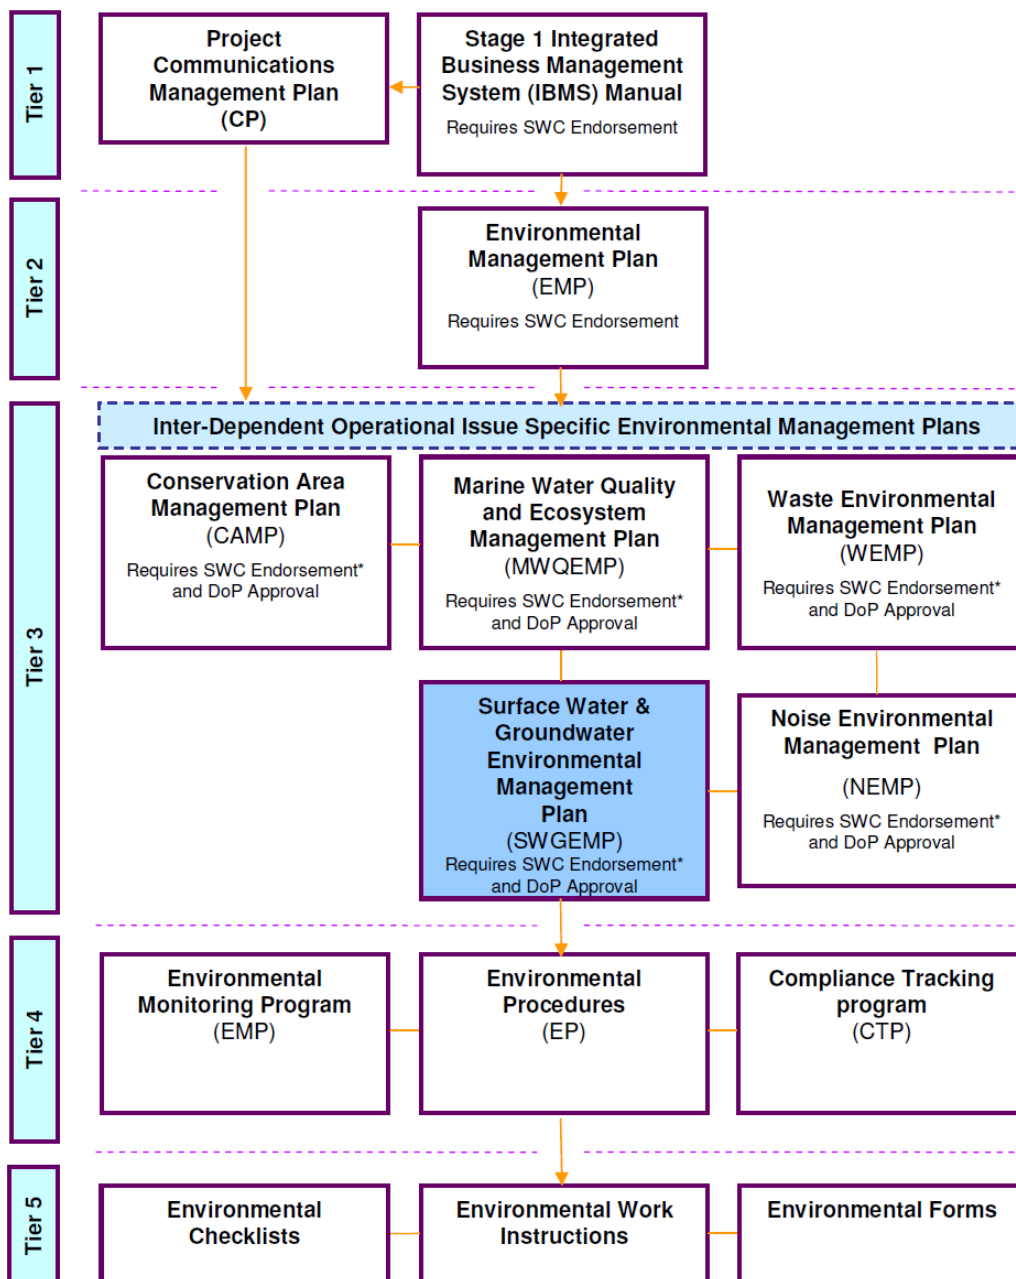 Tier 1
Project
Communications
Management Plan
(CP)
Stage 1 Integrated
Business Management
System (IBMS) Manual
Requires SWC Endorsement
Tier 2
Environmental
Management Plan
(EMP)
Requires SWC Endorsement
Tier 3
Inter-Dependent Operational Issue Specific Environmental Management Plans
Conservation Area
Management Plan
(CAMP)
Requires SWC Endorsement*
and DoP Approval
Marine Water Quality
and Ecosystem
Management Plan
(MWQEMP)
Requires SWC Endorsement*
and DoP Approval
Waste Environmental
Management Plan
(WEMP)
Requires SWC Endorsement*
and DoP Approval
Surface Water &
Groundwater
Environmental
Management
Plan
(SWGEMP)
Requires SWC Endorsement*
and DoP Approval
Noise Environmental
Management Plan
(NEMP)
Requires SWC Endorsement*
and DoP Approval
Tier 4
Environmental
Monitoring Program
(EMP)
Environmental
Procedures
(EP)
Compliance Tracking
program
(CTP)
Tier 5
Environmental
Checklists
Environmental Work
Instructions
Environmental Forms